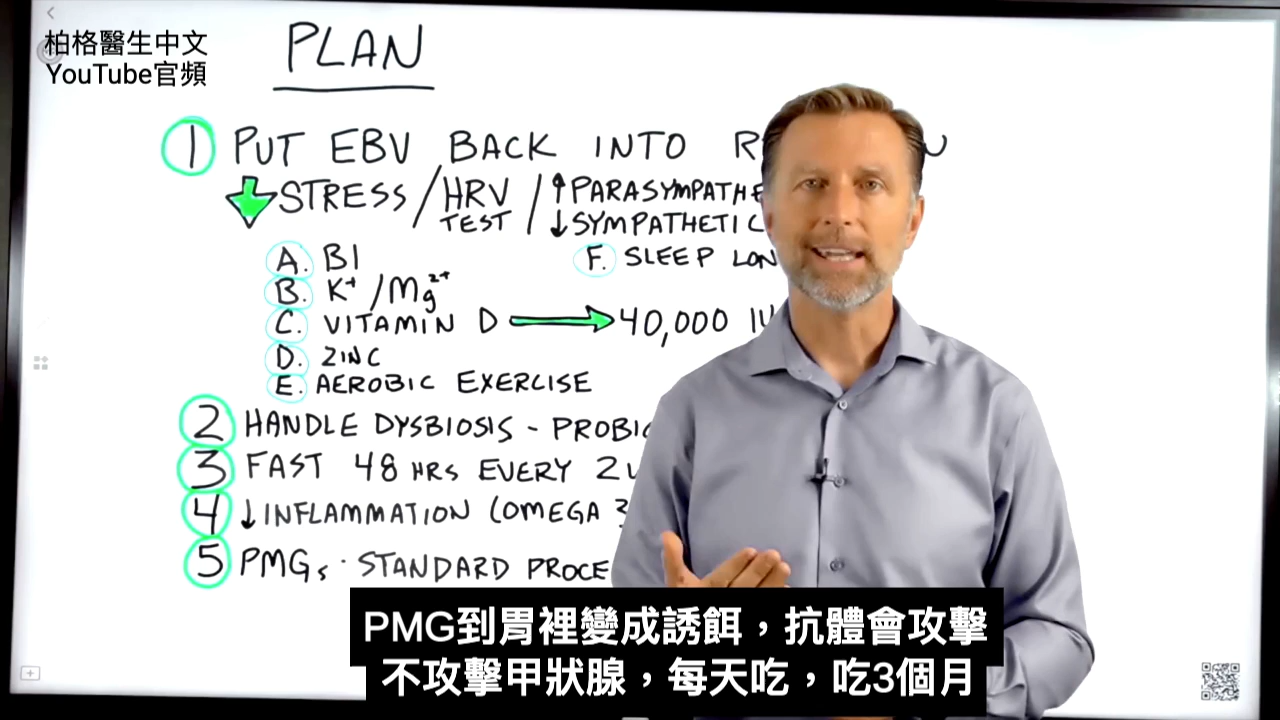 柏格醫生中文
YouTube官頻
PLAN
1 PUT EBV BACK INTO
STRESS / HRV TEST / ↑ PARASYMPATHE
↓ SYMPATHETIC
A. B1
F. SLEEP LON
B. K⁺ / Mg²⁺
C. VITAMIN D → 40,000 IU
D. ZINC
E. AEROBIC EXERCISE
2 HANDLE DYSBIOSIS - PROBIO
3 FAST 48 HRS EVERY 2
4 ↓ INFLAMMATION (OMEGA 3
5 PMGs · STANDARD PROCE
PMG到胃裡變成誘餌，抗體會攻擊
不攻擊甲狀腺，每天吃，吃3個月